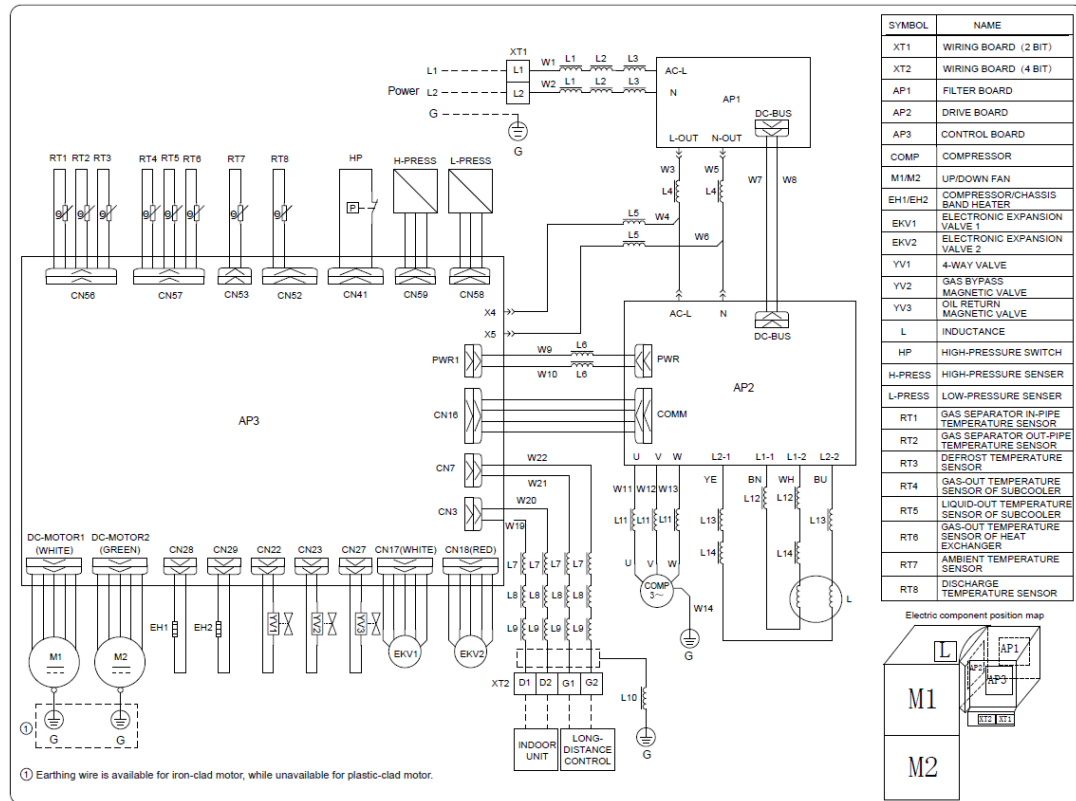 XT1
L1 L1 W1 L1 L2 L3 AC-L
Power L2 L2 W2 L1 L2 L3 N
AP1
DC-BUS
G
G
L-OUT N-OUT
W3 W5 W7 W8
L4 L4
L5 W4
L5 W6
RT1 RT2 RT3 RT4 RT5 RT6 RT7 RT8 HP H-PRESS L-PRESS
θ θ θ θ θ θ θ θ P
CN56 CN57 CN53 CN52 CN41 CN59 CN58
X4
X5
AC-L N
DC-BUS
PWR1 W9 L6 PWR
W10 L6
AP3
CN16 COMM
AP2
CN7 W22
W21
CN3 W20
W19
U V W L2-1 L1-1 L1-2 L2-2
YE BN WH BU
W11 W12 W13
L12 L12
L11 L11 L11 L13 L13
L14 L14
U V W
COMP
3~
L
W14
G
DC-MOTOR1
(WHITE)
DC-MOTOR2
(GREEN)
CN28 CN29 CN22 CN23 CN27 CN17(WHITE) CN18(RED)
L7 L7 L7 L7
L8 L8 L8 L8
L9 L9 L9 L9
EH1 EH2 YV1 YV2 YV3
M1 M2 EKV1 EKV2
XT2 D1 D2 G1 G2
L10
G
① G G
INDOOR
UNIT
LONG-
DISTANCE
CONTROL
① Earthing wire is available for iron-clad motor, while unavailable for plastic-clad motor.
SYMBOL NAME
XT1 WIRING BOARD (2 BIT)
XT2 WIRING BOARD (4 BIT)
AP1 FILTER BOARD
AP2 DRIVE BOARD
AP3 CONTROL BOARD
COMP COMPRESSOR
M1/M2 UP/DOWN FAN
EH1/EH2 COMPRESSOR/CHASSIS
BAND HEATER
EKV1 ELECTRONIC EXPANSION
VALVE 1
EKV2 ELECTRONIC EXPANSION
VALVE 2
YV1 4-WAY VALVE
YV2 GAS BYPASS
MAGNETIC VALVE
YV3 OIL RETURN
MAGNETIC VALVE
L INDUCTANCE
HP HIGH-PRESSURE SWITCH
H-PRESS HIGH-PRESSURE SENSER
L-PRESS LOW-PRESSURE SENSER
RT1 GAS SEPARATOR IN-PIPE
TEMPERATURE SENSOR
RT2 GAS SEPARATOR OUT-PIPE
TEMPERATURE SENSOR
RT3 DEFROST TEMPERATURE
SENSOR
RT4 GAS-OUT TEMPERATURE
SENSOR OF SUBCOOLER
RT5 LIQUID-OUT TEMPERATURE
SENSOR OF SUBCOOLER
RT6 GAS-OUT TEMPERATURE
SENSOR OF HEAT
EXCHANGER
RT7 AMBIENT TEMPERATURE
SENSOR
RT8 DISCHARGE
TEMPERATURE SENSOR
Electric component position map
L AP1
AP2 AP3
M1
XT2 XT1
M2